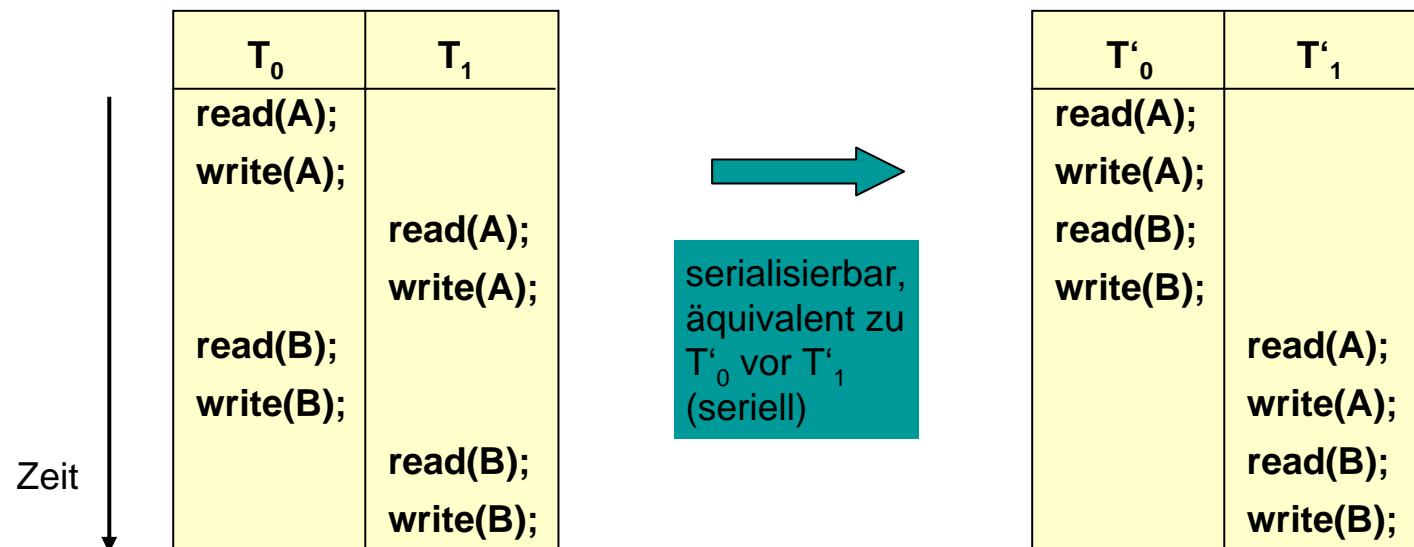 T0 T1
read(A);
write(A);
read(A);
write(A);
read(B);
write(B);
read(B);
write(B);
Zeit
serialisierbar,
äquivalent zu
T‘0 vor T‘1
(seriell)
T‘0 T‘1
read(A);
write(A);
read(B);
write(B);
read(A);
write(A);
read(B);
write(B);